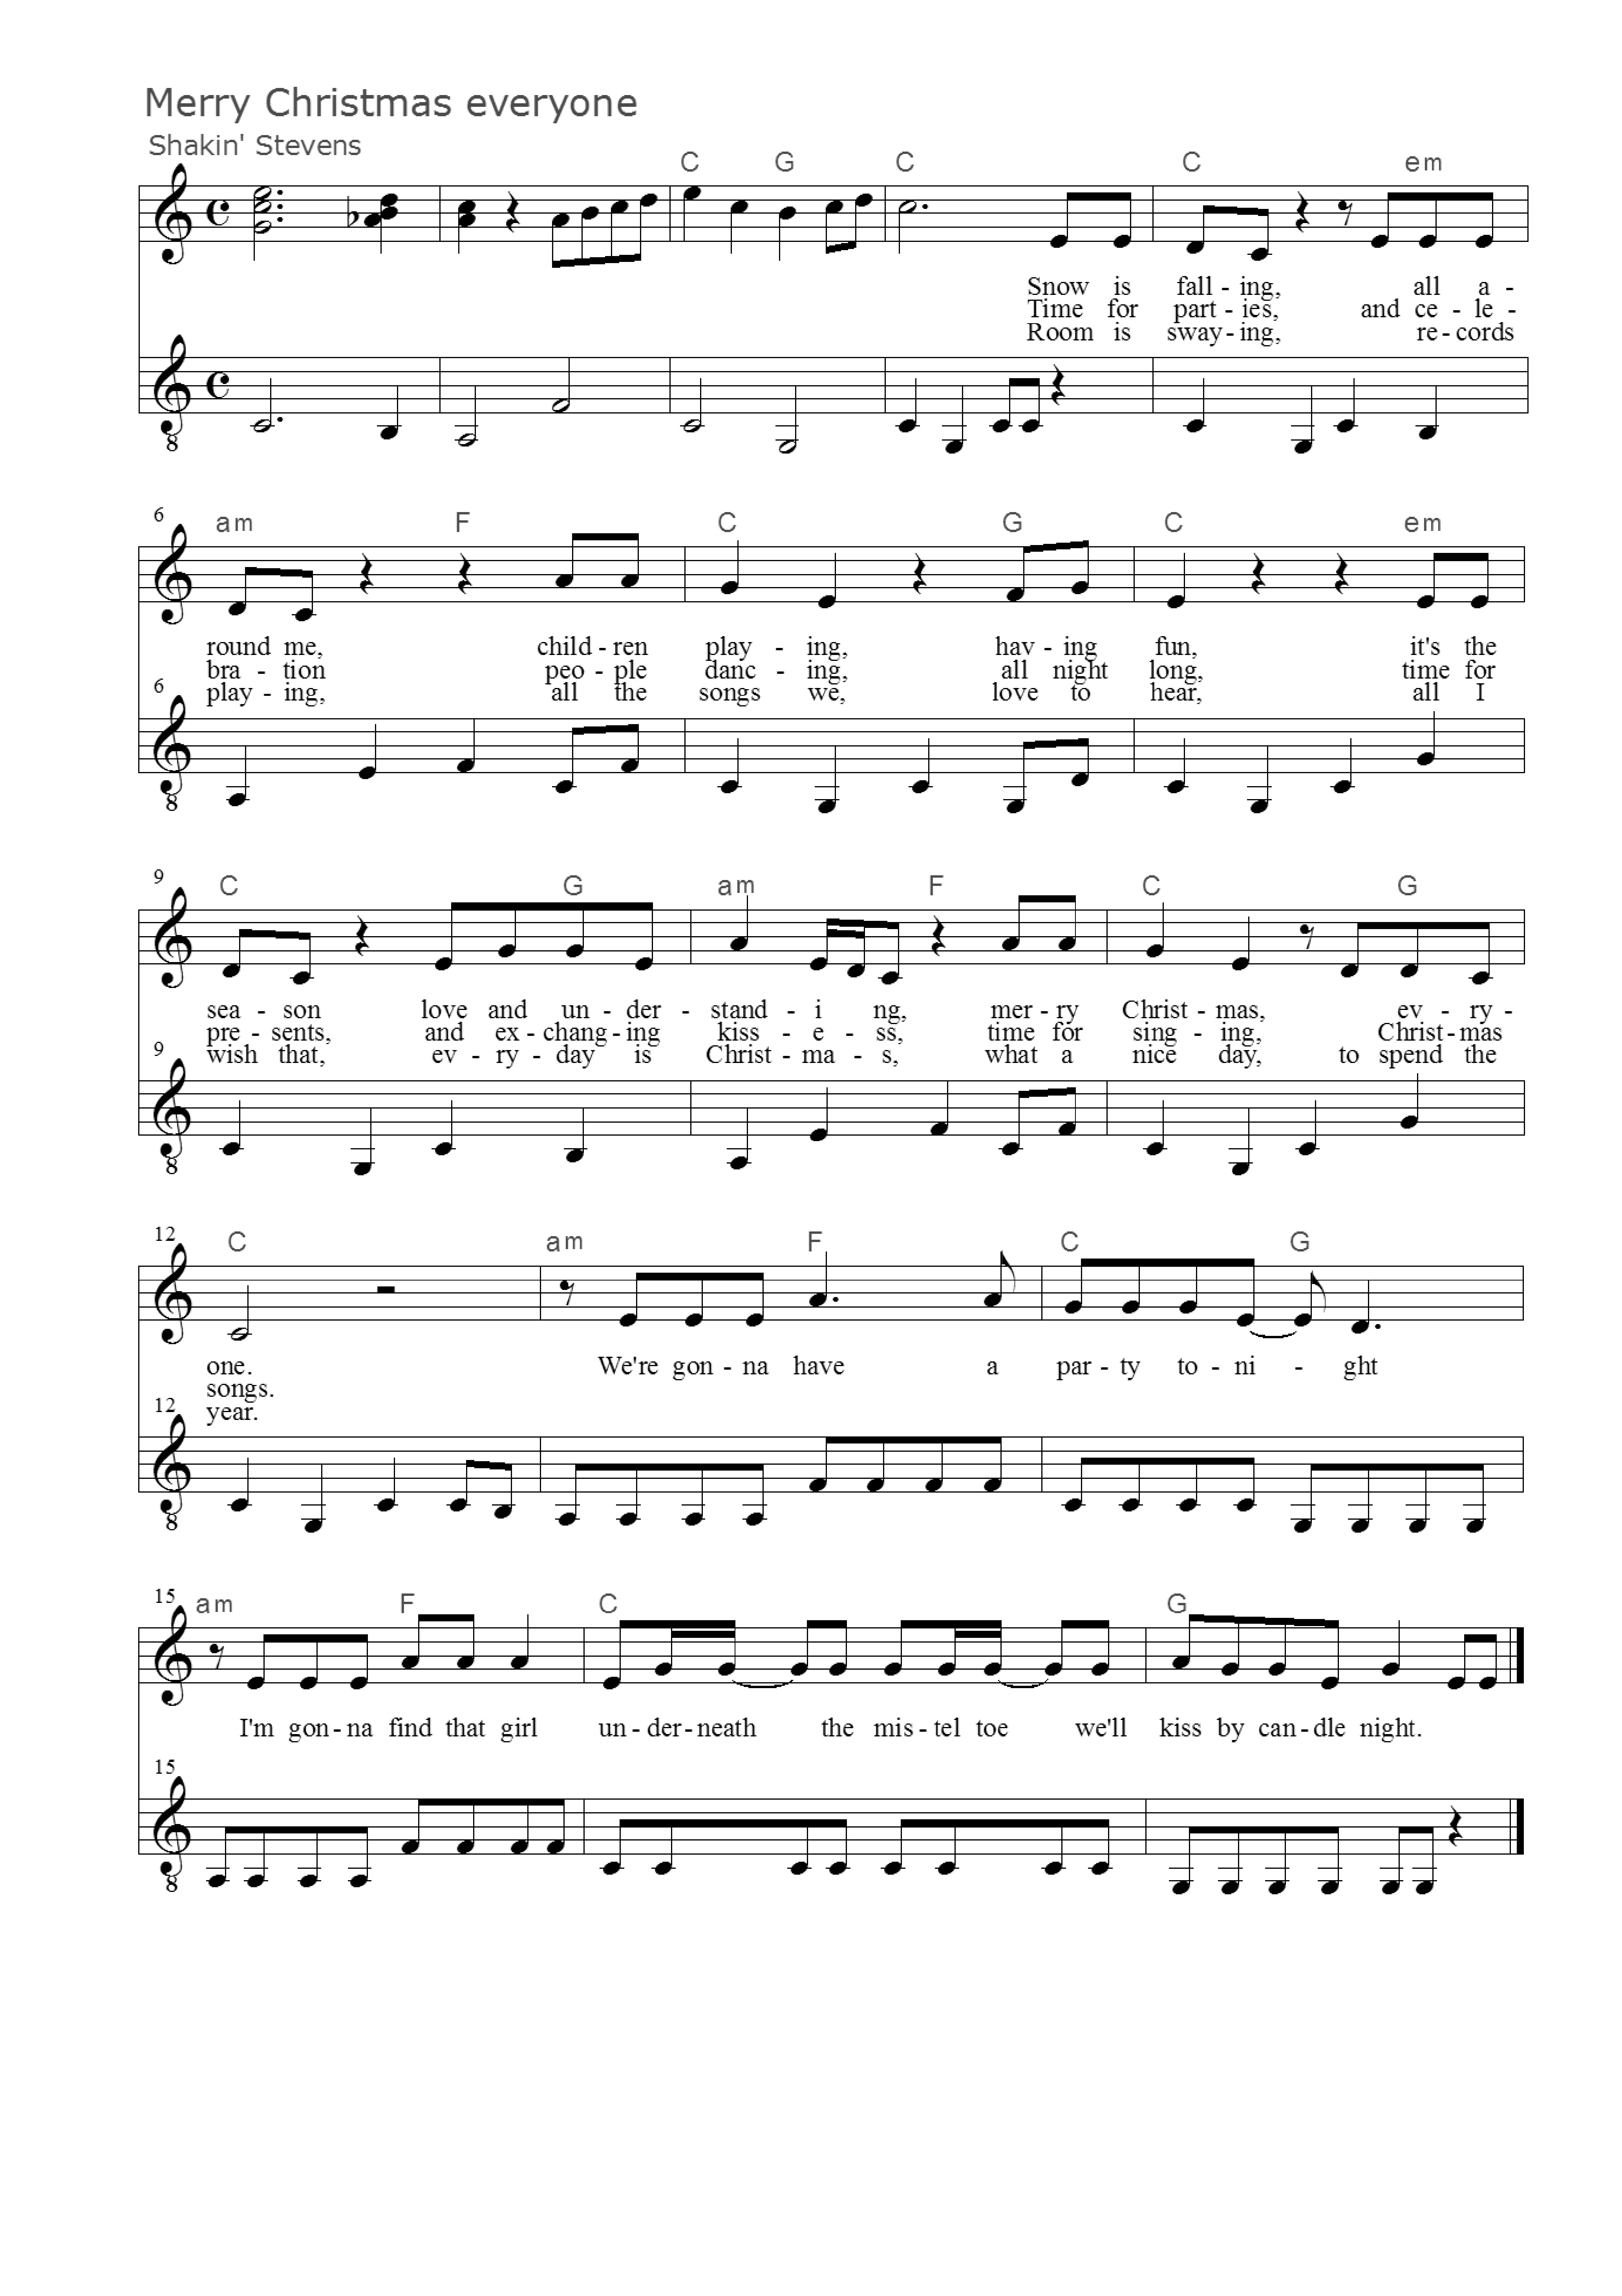 Merry Christmas everyone
Shakin' Stevens
C G C C em
Snow is fall - ing, all a -
Time for part - ies, and ce - le -
Room is sway - ing, re - cords
8
6 am F C G C em
round me, child - ren play - ing, hav - ing fun, it's the
bra - tion peo - ple danc - ing, all night long, time for
play - ing, all the songs we, love to hear, all I
6
8
9 C G am F C G
sea - son love and un - der - stand - i ng, mer - ry Christ - mas, ev - ry -
pre - sents, and ex - chang - ing kiss - e - ss, time for sing - ing, Christ - mas
wish that, ev - ry - day is Christ - ma - s, what a nice day, to spend the
9
8
12 C am F C G
one. We're gon - na have a par - ty to - ni - ght
songs.
year.
12
8
15 am F C G
I'm gon - na find that girl un - der - neath the mis - tel toe we'll kiss by can - dle night.
15
8